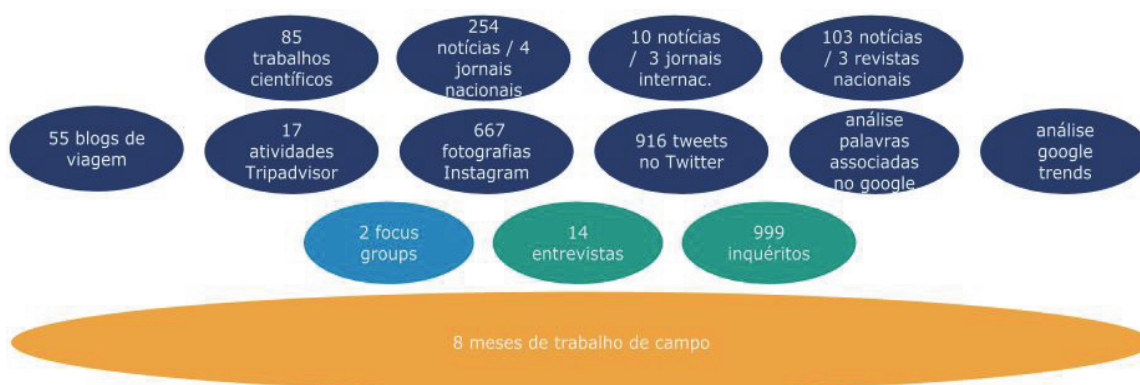 85
trabalhos
científicos
254
notícias / 4
jornais
nacionais
10 notícias
/ 3 jornais
internac.
103 notícias
/ 3 revistas
nacionais
55 blogs de
viagem
17
atividades
Tripadvisor
667
fotografias
Instagram
916 tweets
no Twitter
análise
palavras
associadas
no google
análise
google
trends
2 focus
groups
14
entrevistas
999
inquéritos
8 meses de trabalho de campo